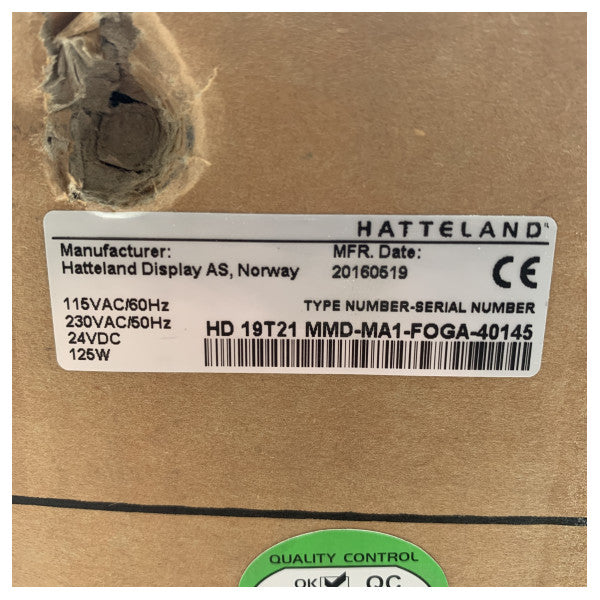 HATTELAND
Manufacturer:
Hatteland Display AS, Norway
MFR. Date:
20160519
CE
115VAC/60Hz
230VAC/50Hz
24VDC
125W
TYPE NUMBER-SERIAL NUMBER
HD 19T21 MMD-MA1-FOGA-40145
QUALITY CONTROL
OK QC